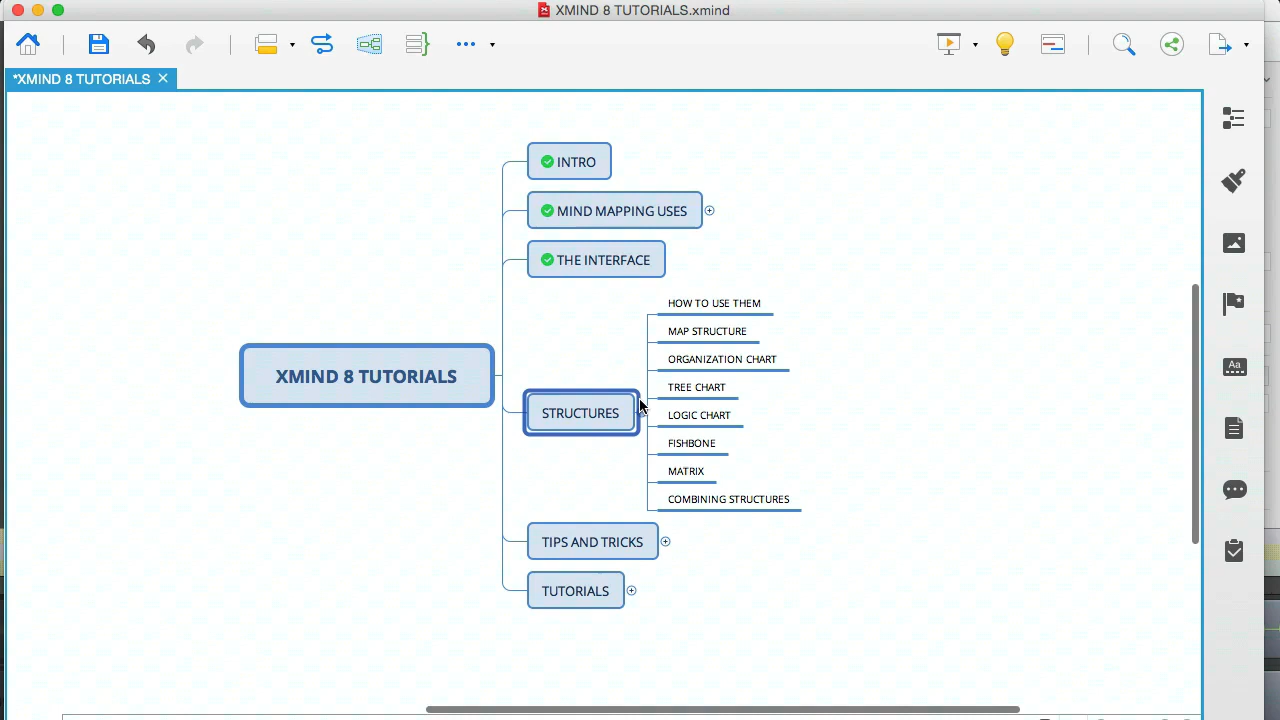 XMIND 8 TUTORIALS.xmind
*XMIND 8 TUTORIALS
INTRO
MIND MAPPING USES
THE INTERFACE
HOW TO USE THEM
MAP STRUCTURE
ORGANIZATION CHART
XMIND 8 TUTORIALS
TREE CHART
STRUCTURES
LOGIC CHART
FISHBONE
MATRIX
COMBINING STRUCTURES
TIPS AND TRICKS
TUTORIALS
Aa